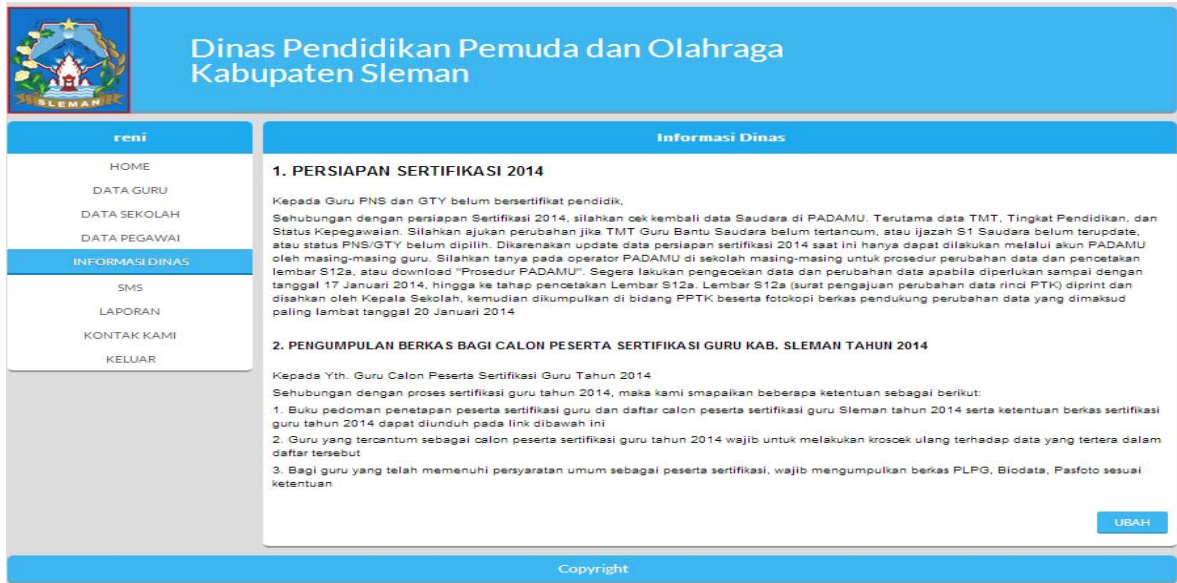 SLEMAN
Dinas Pendidikan Pemuda dan Olahraga
Kabupaten Sleman
reni
HOME
DATA GURU
DATA SEKOLAH
DATA PEGAWAI
INFORMASI DINAS
SMS
LAPORAN
KONTAK KAMI
KELUAR
Informasi Dinas
1. PERSIAPAN SERTIFIKASI 2014
Kepada Guru PNS dan GTY belum bersertifikat pendidik,
Sehubungan dengan persiapan Sertifikasi 2014, silahkan cek kembali data Saudara di PADAMU. Terutama data TMT, Tingkat Pendidikan, dan
Status Kepegawaian. Silahkan ajukan perubahan jika TMT Guru Bantu Saudara belum tertancum, atau ijazah S1 Saudara belum terupdate,
atau status PNS/GTY belum dipilih. Dikarenakan update data persiapan sertifikasi 2014 saat ini hanya dapat dilakukan melalui akun PADAMU
oleh masing-masing guru. Silahkan tanya pada operator PADAMU di sekolah masing-masing untuk prosedur perubahan data dan pencetakan
lembar S12a, atau download "Prosedur PADAMU". Segera lakukan pengecekan data dan perubahan data apabila diperlukan sampai dengan
tanggal 17 Januari 2014, hingga ke tahap pencetakan Lembar S12a. Lembar S12a (surat pengajuan perubahan data rinci PTK) diprint dan
disahkan oleh Kepala Sekolah, kemudian dikumpulkan di bidang PPTK beserta fotokopi berkas pendukung perubahan data yang dimaksud
paling lambat tanggal 20 Januari 2014
2. PENGUMPULAN BERKAS BAGI CALON PESERTA SERTIFIKASI GURU KAB. SLEMAN TAHUN 2014
Kepada Yth. Guru Calon Peserta Sertifikasi Guru Tahun 2014
Sehubungan dengan proses sertifikasi guru tahun 2014, maka kami smapaikan beberapa ketentuan sebagai berikut:
1. Buku pedoman penetapan peserta sertifikasi guru dan daftar calon peserta sertifikasi guru Sleman tahun 2014 serta ketentuan berkas sertifikasi
guru tahun 2014 dapat diunduh pada link dibawah ini
2. Guru yang tercantum sebagai calon peserta sertifikasi guru tahun 2014 wajib untuk melakukan kroscek ulang terhadap data yang tertera dalam
daftar tersebut
3. Bagi guru yang telah memenuhi persyaratan umum sebagai peserta sertifikasi, wajib mengumpulkan berkas PLPG, Biodata, Pasfoto sesuai
ketentuan
UBAH
Copyright